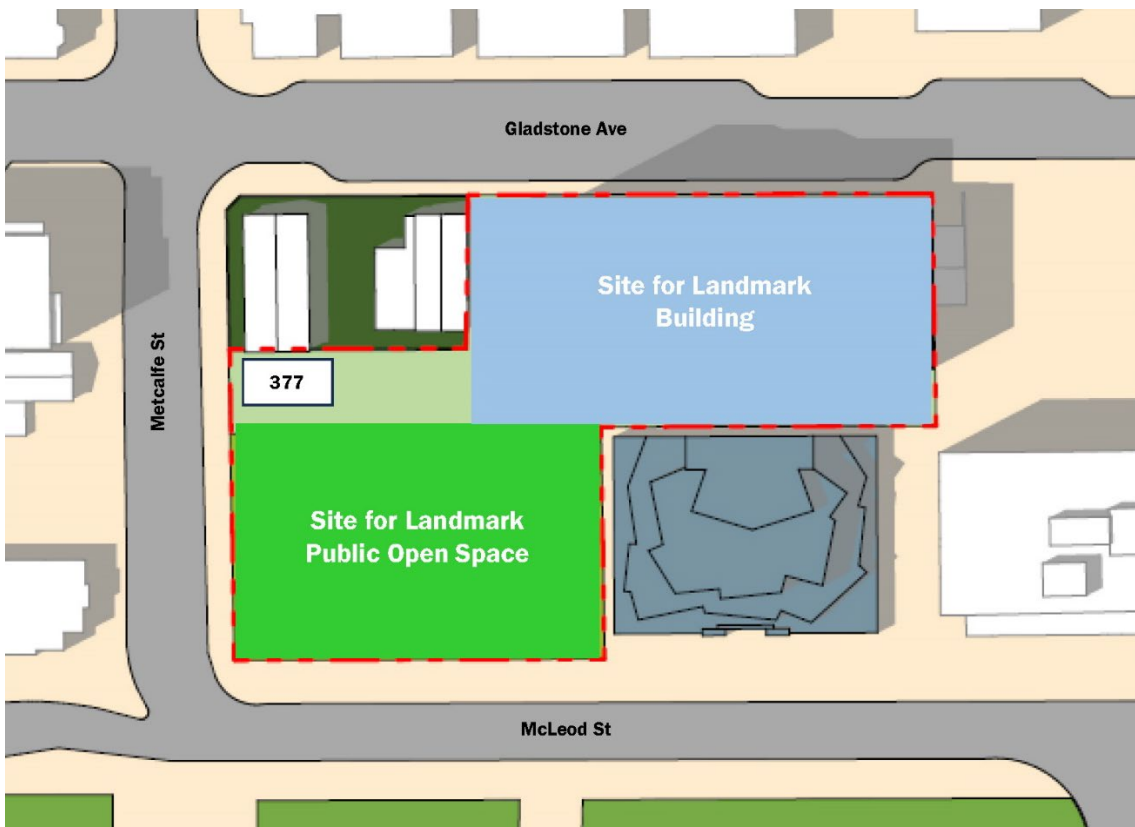 Gladstone Ave
Site for Landmark
Building
Metcalfe St
377
Site for Landmark
Public Open Space
McLeod St